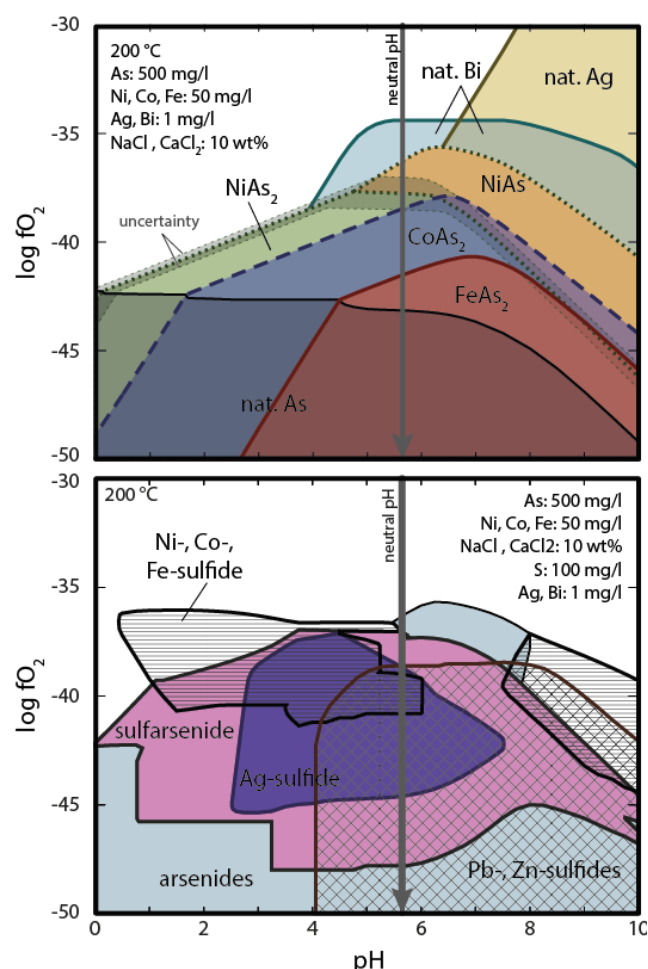 -30
200 °C
As: 500 mg/l
Ni, Co, Fe: 50 mg/l
Ag, Bi: 1 mg/l
NaCl , CaCl2: 10 wt%
neutral pH
nat. Bi
nat. Ag
-35
NiAs2
NiAs
uncertainty
-40
CoAs2
log fO2
FeAs2
-45
nat. As
-50
-30
200 °C
neutral pH
As: 500 mg/l
Ni, Co, Fe: 50 mg/l
NaCl , CaCl2: 10 wt%
S: 100 mg/l
Ag, Bi: 1 mg/l
Ni-, Co-,
Fe-sulfide
-35
log fO2
-40
sulfarsenide
Ag-sulfide
-45
arsenides
Pb-, Zn-sulfides
-50
0 2 4 6 8 10
pH